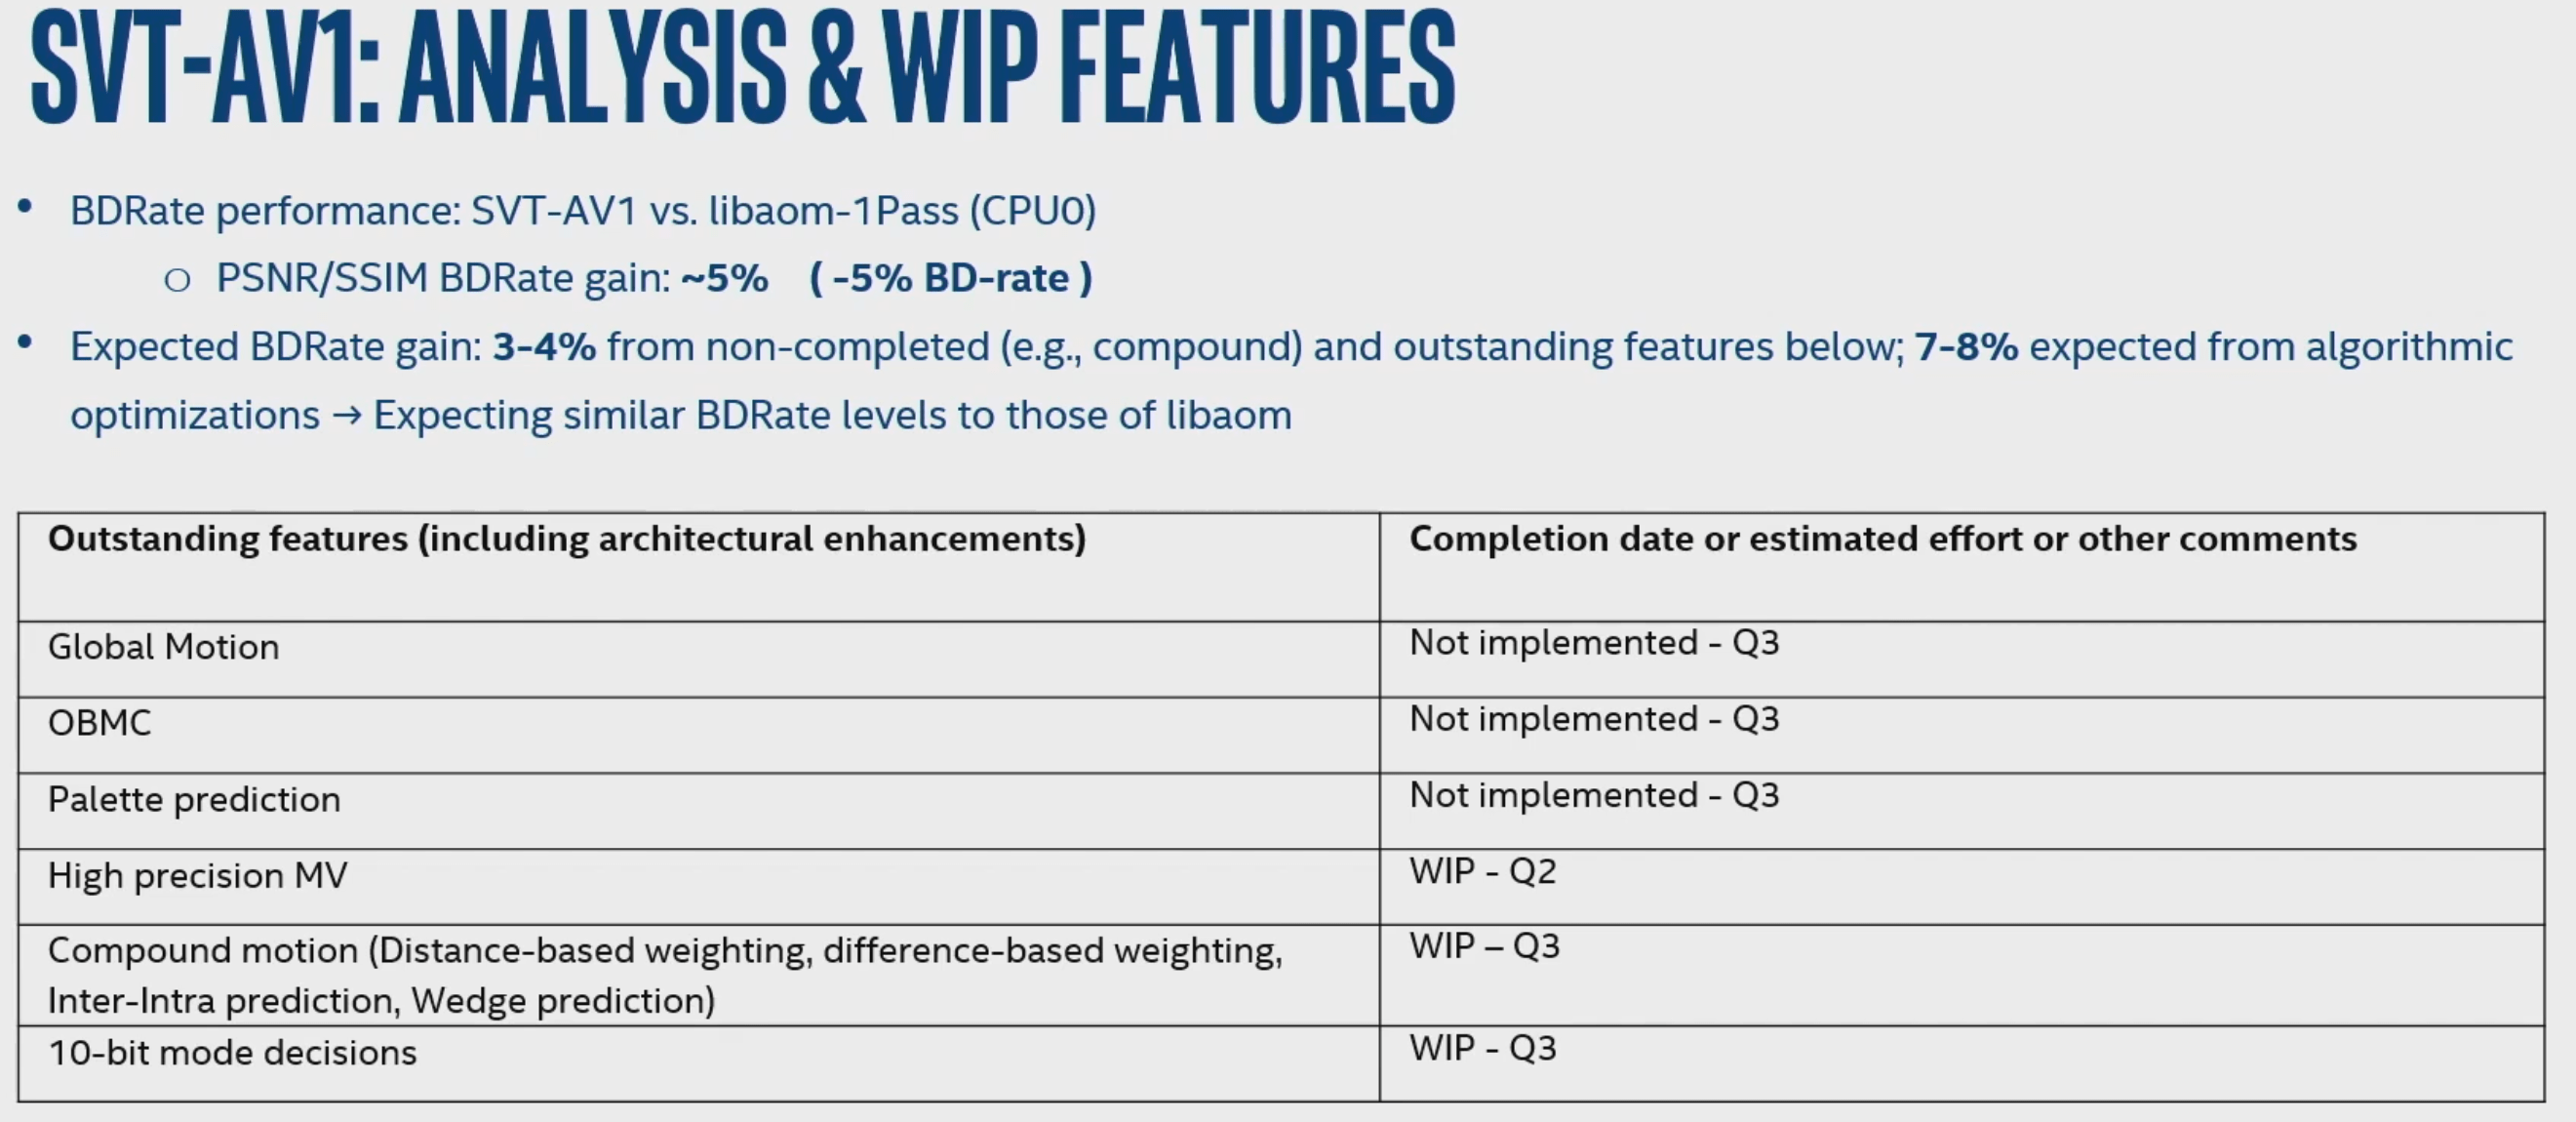 SVT-AV1: ANALYSIS & WIP FEATURES
• BDRate performance: SVT-AV1 vs. libaom-1Pass (CPU0)
○ PSNR/SSIM BDRate gain: ~5% ( -5% BD-rate )
• Expected BDRate gain: 3-4% from non-completed (e.g., compound) and outstanding features below; 7-8% expected from algorithmic
optimizations → Expecting similar BDRate levels to those of libaom
Outstanding features (including architectural enhancements) Completion date or estimated effort or other comments
Global Motion Not implemented - Q3
OBMC Not implemented - Q3
Palette prediction Not implemented - Q3
High precision MV WIP - Q2
Compound motion (Distance-based weighting, difference-based weighting, WIP – Q3
Inter-Intra prediction, Wedge prediction)
10-bit mode decisions WIP - Q3